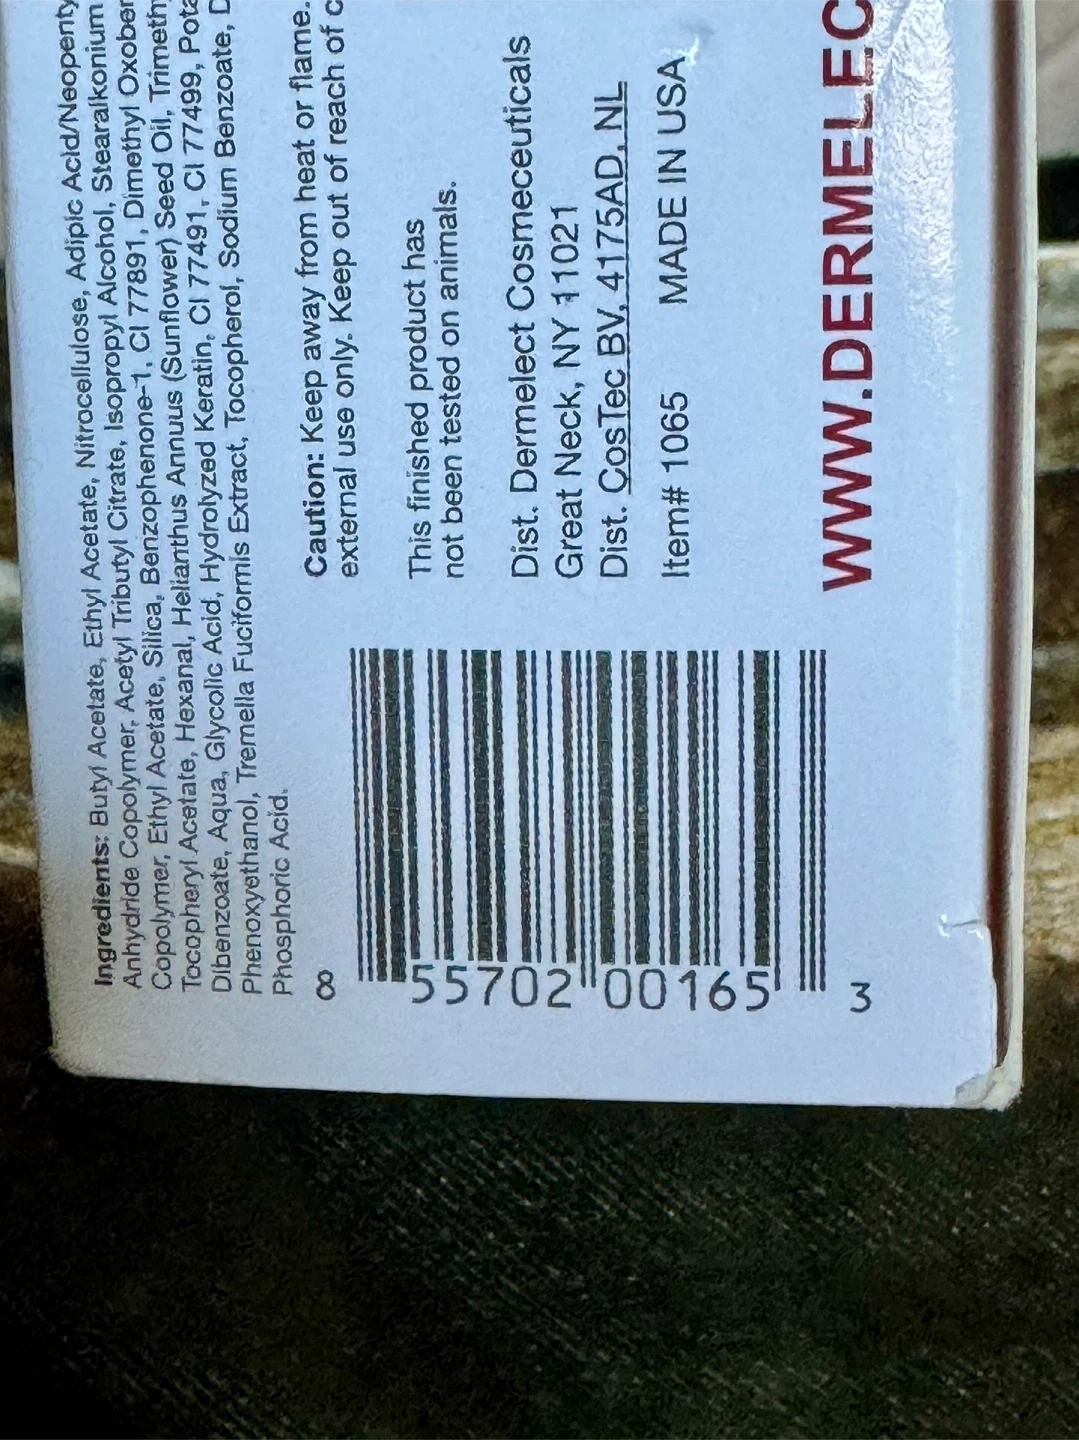 Ingredients: Butyl Acetate, Ethyl Acetate, Nitrocellulose, Adipic Acid/Neopenty
Anhydride Copolymer, Acetyl Tributyl Citrate, Isopropyl Alcohol, Stearalkonium
Copolymer, Ethyl Acetate, Silica, Benzophenone-1, CI 77891, Dimethyl Oxober
Tocopheryl Acetate, Hexanal, Helianthus Annuus (Sunflower) Seed Oil, Trimethy
Dibenzoate, Aqua, Glycolic Acid, Hydrolyzed Keratin, CI 77491, CI 77499, Pota
Phenoxyethanol, Tremella Fuciformis Extract, Tocopherol, Sodium Benzoate, D
Phosphoric Acid.
Caution: Keep away from heat or flame.
external use only. Keep out of reach of c
This finished product has
not been tested on animals.
Dist. Dermelect Cosmeceuticals
Great Neck, NY 11021
Dist. CosTec BV, 4175AD, NL
Item# 1065 MADE IN USA
8 55702 00165 3
WWW.DERMELEC